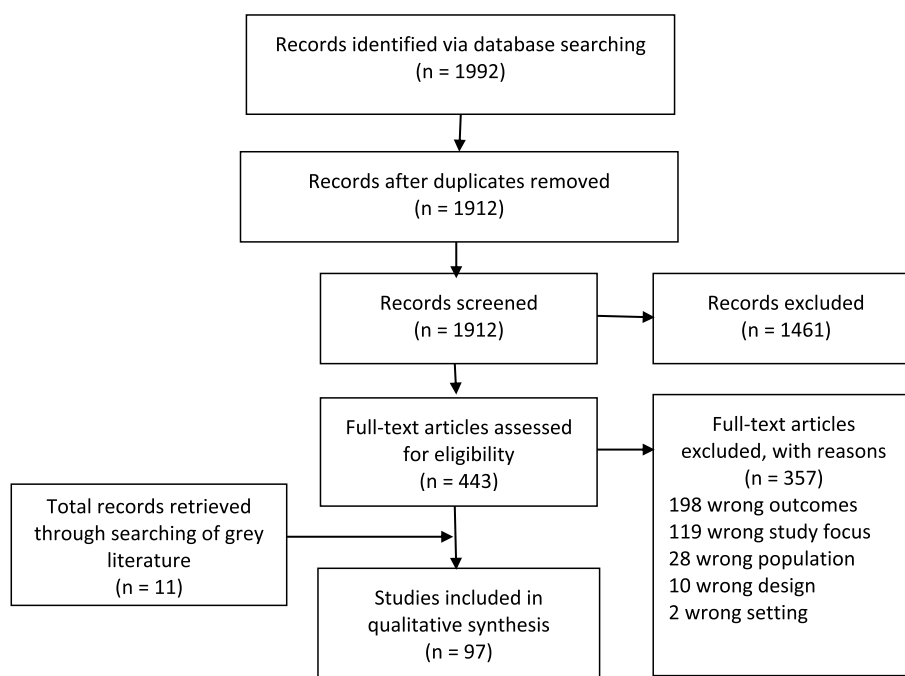 Records identified via database searching
(n = 1992)
Records after duplicates removed
(n = 1912)
Records screened
(n = 1912)
Records excluded
(n = 1461)
Full-text articles assessed
for eligibility
(n = 443)
Full-text articles
excluded, with reasons
(n = 357)
198 wrong outcomes
119 wrong study focus
28 wrong population
10 wrong design
2 wrong setting
Total records retrieved
through searching of grey
literature
(n = 11)
Studies included in
qualitative synthesis
(n = 97)